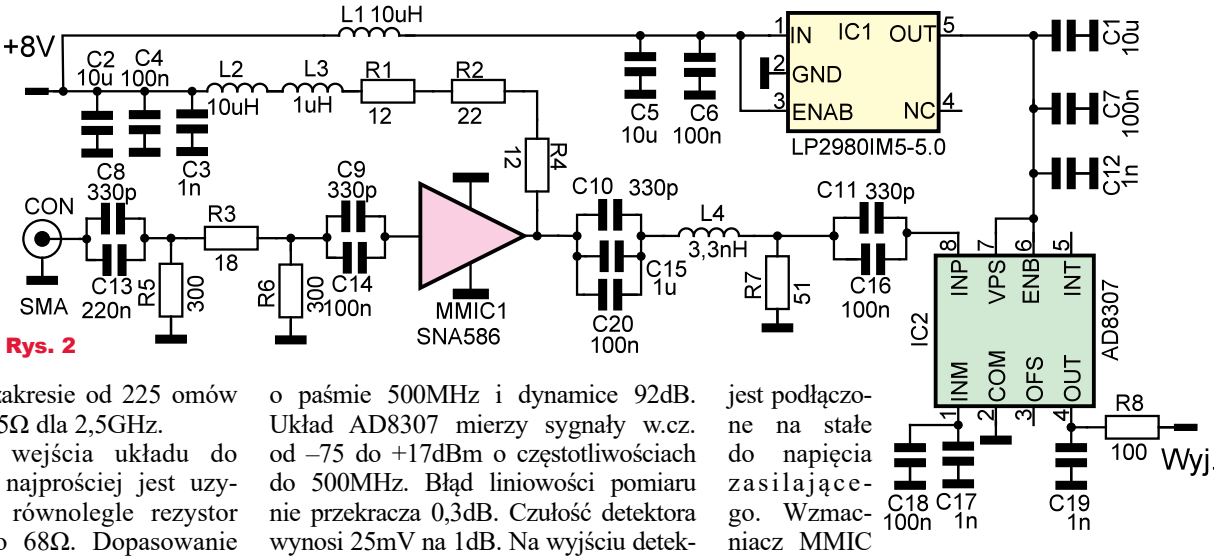 L1 10uH
+8V
C2
10u
C4
100n
L2
10uH
L3
1uH
R1
12
R2
22
C5
10u
C6
100n
1
IN
IC1
OUT
5
2
GND
3
ENAB
NC
4
LP2980IM5-5.0
C1
10u
C7
100n
C12
1n
C3
1n
R4
12
C8
330p
CON
SMA
C13
220n
R3
18
R5
300
R6
300
C9
330p
C14
100n
MMIC1
SNA586
C10
330p
C15
1u
C20
100n
L4
3,3nH
R7
51
C11 330p
C16
100n
8
7
6
5
INP
VPS
ENB
INT
IC2
AD8307
INM
COM
OFS
OUT
1
2
3
4
R8
100
Wyj.
C18
100n
C17
1n
C19
1n
Rys. 2
zakresie od 225 omów
5Ω dla 2,5GHz.
wejścia układu do
najprościej jest uzy-
równolegle rezystor
o 68Ω. Dopasowanie
o paśmie 500MHz i dynamice 92dB.
Układ AD8307 mierzy sygnały w.cz.
od –75 do +17dBm o częstotliwościach
do 500MHz. Błąd liniowości pomiaru
nie przekracza 0,3dB. Czułość detektora
wynosi 25mV na 1dB. Na wyjściu detek-
jest podłączo-
ne na stałe
do napięcia
zasilające-
go. Wzmac-
niacz MMIC